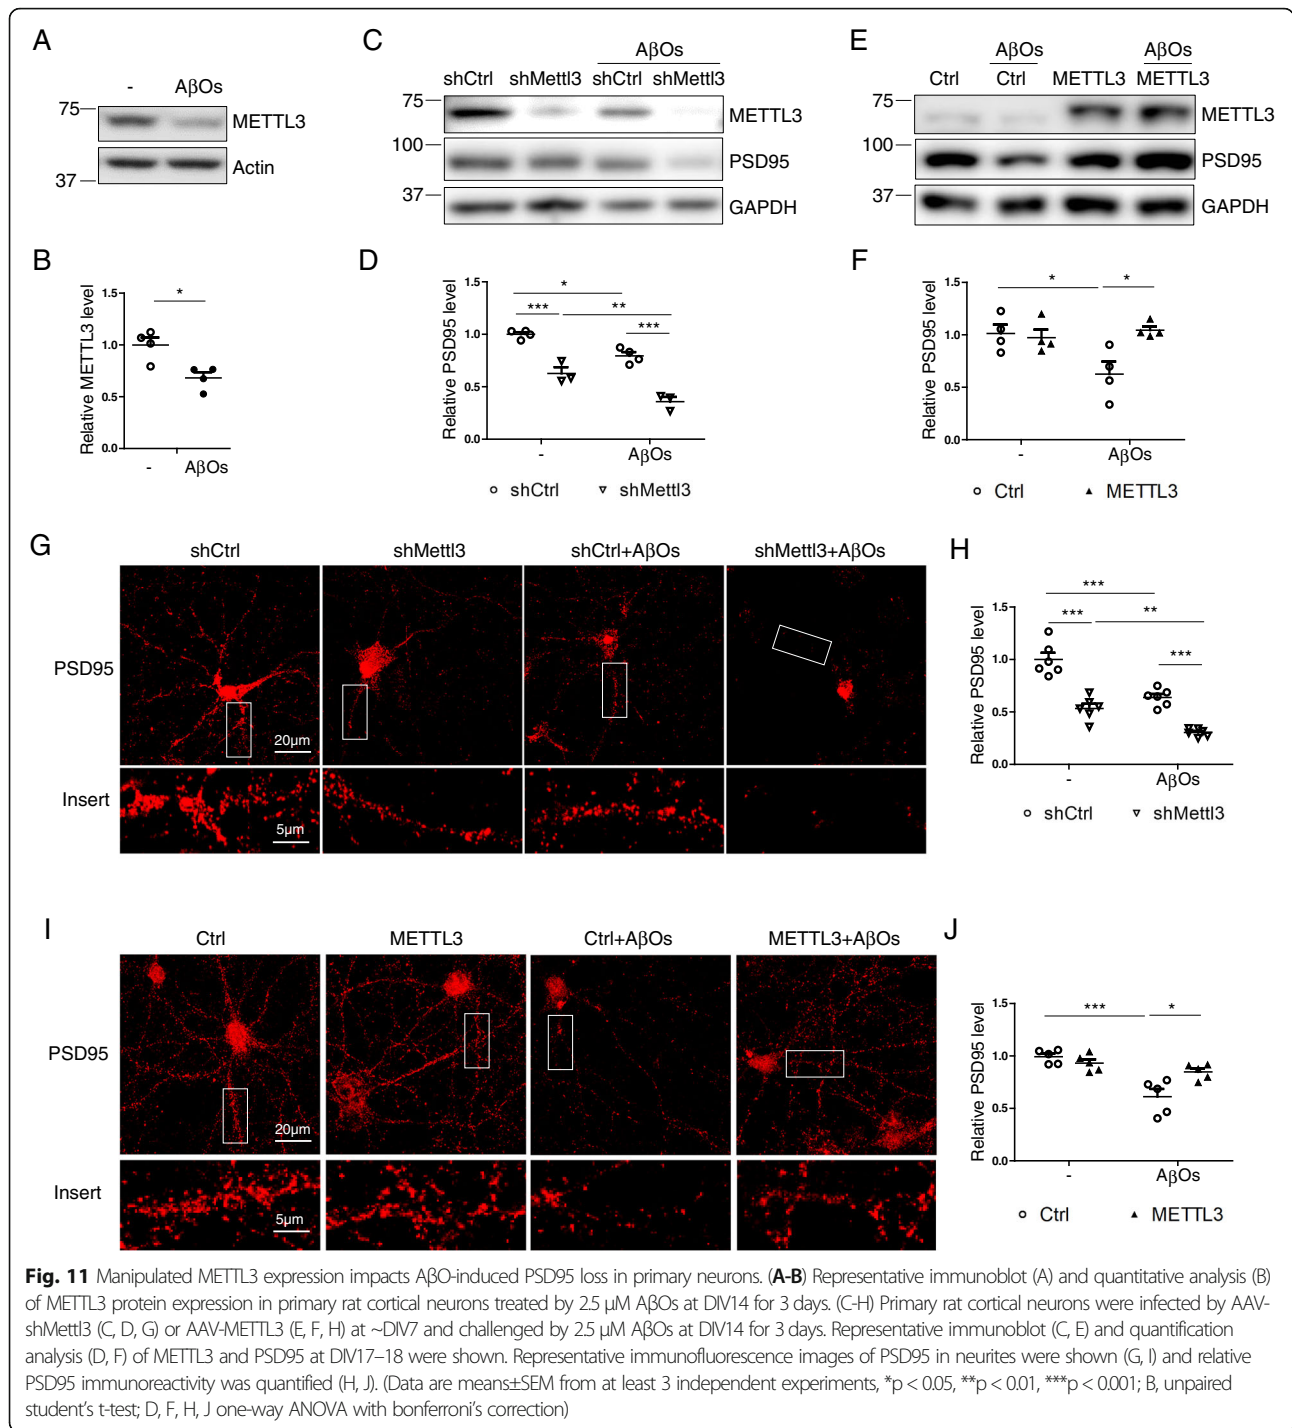 A
- AβOs
75
METTL3
Actin
37
C
AβOs
shCtrl shMettl3 shCtrl shMettl3
75
METTL3
100
PSD95
37
GAPDH
E
AβOs AβOs
Ctrl Ctrl METTL3 METTL3
75
METTL3
100
PSD95
37
GAPDH
B
Relative METTL3 level
1.5
1.0
0.5
0.0
*
- AβOs
D
Relative PSD95 level
1.5
1.0
0.5
0.0
*
*** **
***
- AβOs
shCtrl shMettl3
F
Relative PSD95 level
1.5
1.0
0.5
0.0
* *
- AβOs
Ctrl METTL3
G
shCtrl shMettl3 shCtrl+AβOs shMettl3+AβOs
PSD95
20μm
Insert
5μm
H
Relative PSD95 level
1.5
1.0
0.5
0.0
***
*** **
***
- AβOs
shCtrl shMettl3
I
Ctrl METTL3 Ctrl+AβOs METTL3+AβOs
PSD95
20μm
Insert
5μm
J
Relative PSD95 level
1.5
1.0
0.5
0.0
*** *
- AβOs
Ctrl METTL3
Fig. 11 Manipulated METTL3 expression impacts AβO-induced PSD95 loss in primary neurons. (A-B) Representative immunoblot (A) and quantitative analysis (B)
of METTL3 protein expression in primary rat cortical neurons treated by 2.5 μM AβOs at DIV14 for 3 days. (C-H) Primary rat cortical neurons were infected by AAV-
shMettl3 (C, D, G) or AAV-METTL3 (E, F, H) at ~DIV7 and challenged by 2.5 μM AβOs at DIV14 for 3 days. Representative immunoblot (C, E) and quantification
analysis (D, F) of METTL3 and PSD95 at DIV17–18 were shown. Representative immunofluorescence images of PSD95 in neurites were shown (G, I) and relative
PSD95 immunoreactivity was quantified (H, J). (Data are means±SEM from at least 3 independent experiments, *p < 0.05, **p < 0.01, ***p < 0.001; B, unpaired
student's t-test; D, F, H, J one-way ANOVA with bonferroni's correction)